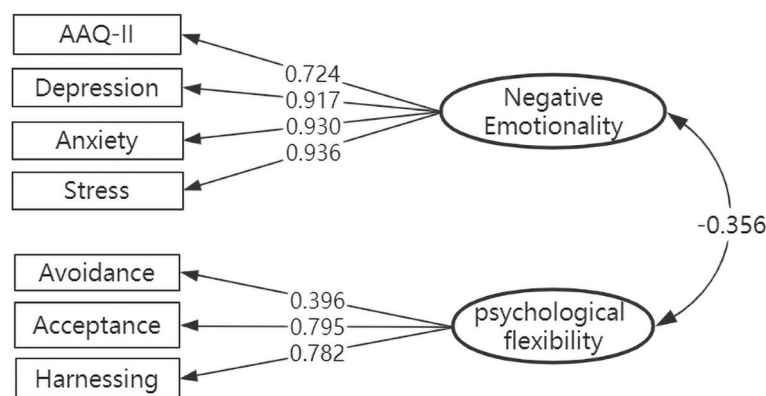 AAQ-II
Depression
Anxiety
Stress
0.724
0.917
0.930
0.936
Negative
Emotionality
-0.356
Avoidance
Acceptance
Harnessing
0.396
0.795
0.782
psychological
flexibility